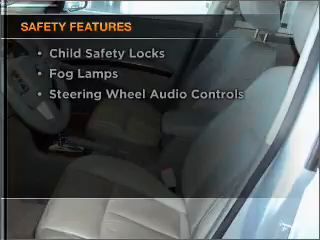 SAFETY FEATURES
• Child Safety Locks
• Fog Lamps
• Steering Wheel Audio Controls